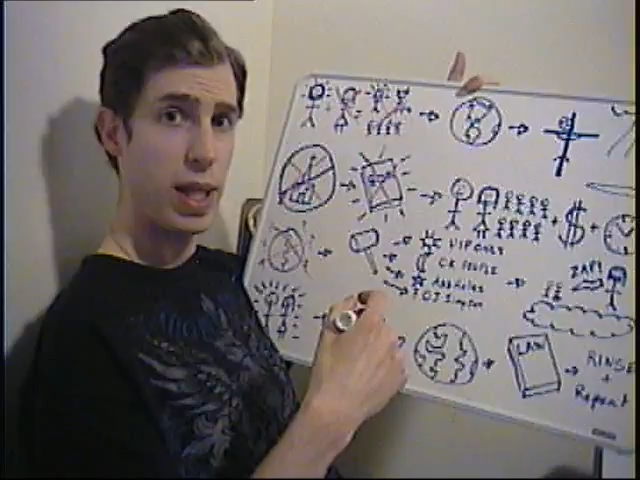 $
VIP ONLY
OK PEOPLE
Assholes
OJ Simpson
ZAP!
LAW
RINSE
+
Repeat